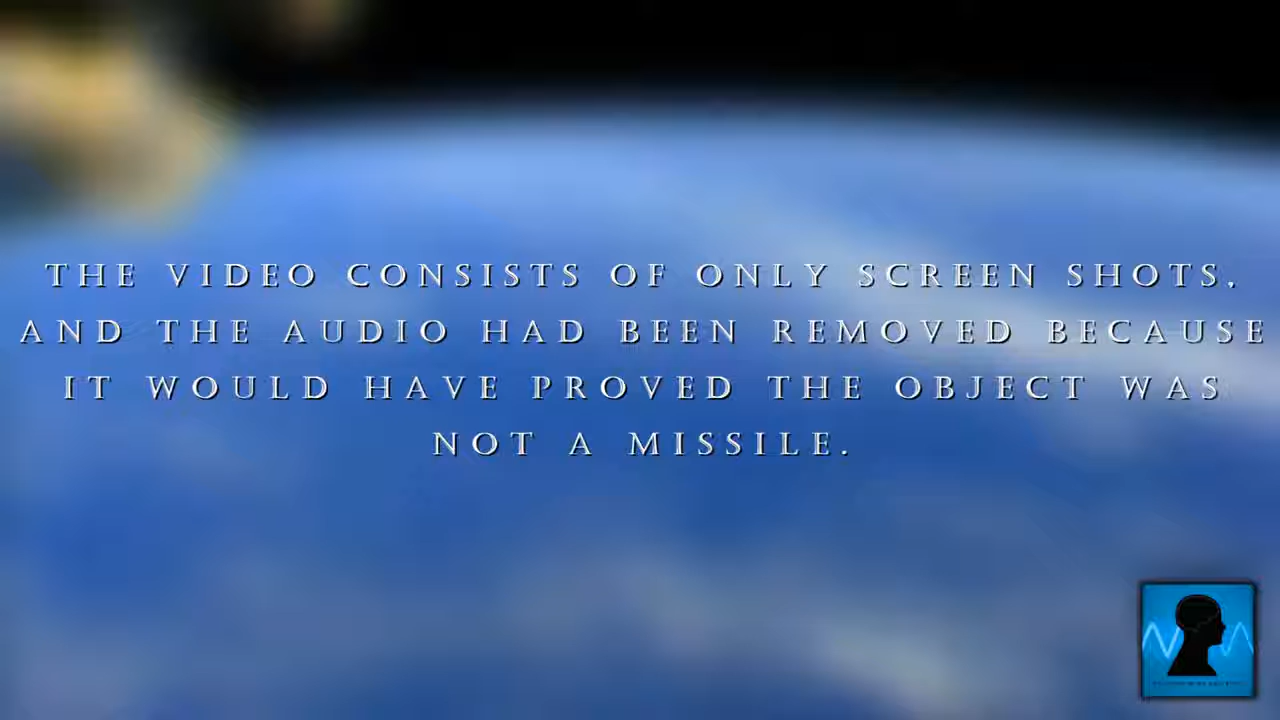 THE VIDEO CONSISTS OF ONLY SCREEN SHOTS,
AND THE AUDIO HAD BEEN REMOVED BECAUSE
IT WOULD HAVE PROVED THE OBJECT WAS
NOT A MISSILE.